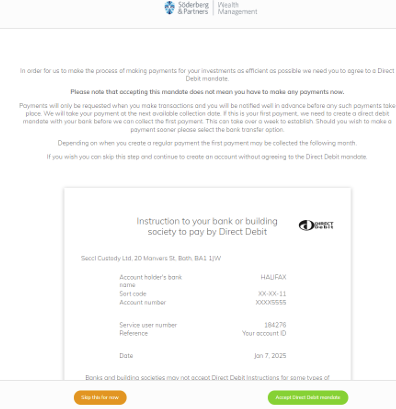 Söderberg & Partners | Wealth Management
In order for us to make the process of making payments for your investments as efficient as possible we need you to agree to a Direct
Debit mandate.
Please note that accepting this mandate does not mean you have to make any payments now.
Payments will only be requested when you make transactions and you will be notified well in advance before any such payments take
place. We will take your payment at the next available collection date. If this is your first payment, we need to create a direct debit
mandate with your bank before we can collect the first payment. This can take over a week to establish. Should you wish to make a
payment sooner please select the bank transfer option.
Depending on when you create a regular payment the first payment may be collected the following month.
If you wish you can skip this step and continue to create an account without agreeing to the Direct Debit mandate.
Instruction to your bank or building
society to pay by Direct Debit
DIRECT
Debit
Seccl Custody Ltd, 20 Manvers St, Bath, BA1 1JW
Account holder's bank
name
HALIFAX
Sort code XX-XX-11
Account number XXXX5555
Service user number 184276
Reference Your account ID
Date Jan 7, 2025
Banks and building societies may not accept Direct Debit Instructions for some types of
Skip this for now
Accept Direct Debit mandate